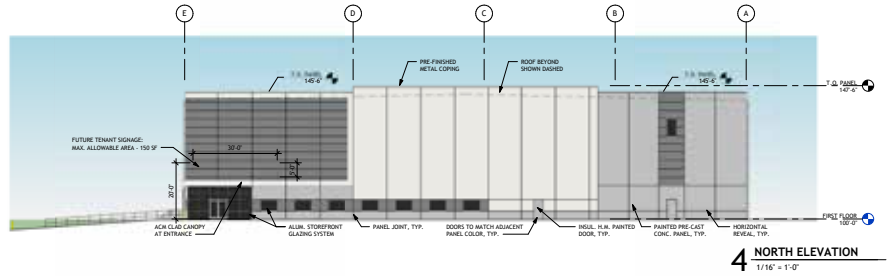 E
D
C
B
A
PRE-FINISHED
METAL COPING
ROOF BEYOND
SHOWN DASHED
T.O. PANEL
145'-6"
T.O. PANEL
145'-6"
T.O. PANEL
147'-6"
FUTURE TENANT SIGNAGE:
MAX. ALLOWABLE AREA - 150 SF
30'-0"
5'-0"
20'-0"
FIRST FLOOR
100'-0"
ACM CLAD CANOPY
AT ENTRANCE
ALUM. STOREFRONT
GLAZING SYSTEM
PANEL JOINT, TYP.
DOORS TO MATCH ADJACENT
PANEL COLOR, TYP.
INSUL. H.M. PAINTED
DOOR, TYP.
PAINTED PRE-CAST
CONC. PANEL, TYP.
HORIZONTAL
REVEAL, TYP.
4 NORTH ELEVATION
1/16" = 1'-0"